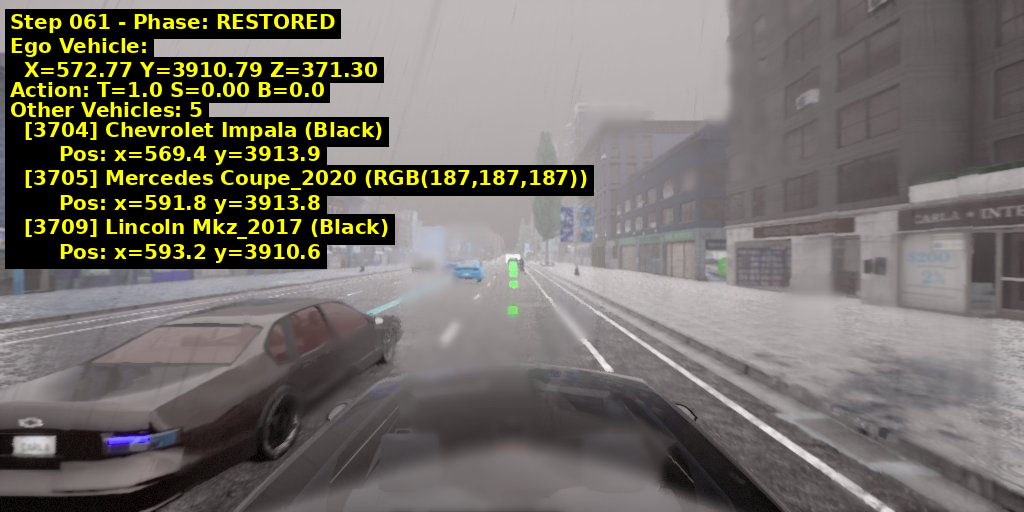 Step 061 - Phase: RESTORED
Ego Vehicle:
X=572.77 Y=3910.79 Z=371.30
Action: T=1.0 S=0.00 B=0.0
Other Vehicles: 5
[3704] Chevrolet Impala (Black)
Pos: x=569.4 y=3913.9
[3705] Mercedes Coupe_2020 (RGB(187,187,187))
Pos: x=591.8 y=3913.8
[3709] Lincoln Mkz_2017 (Black)
Pos: x=593.2 y=3910.6
CARLA ★ INTE
$200
2%
CARLA